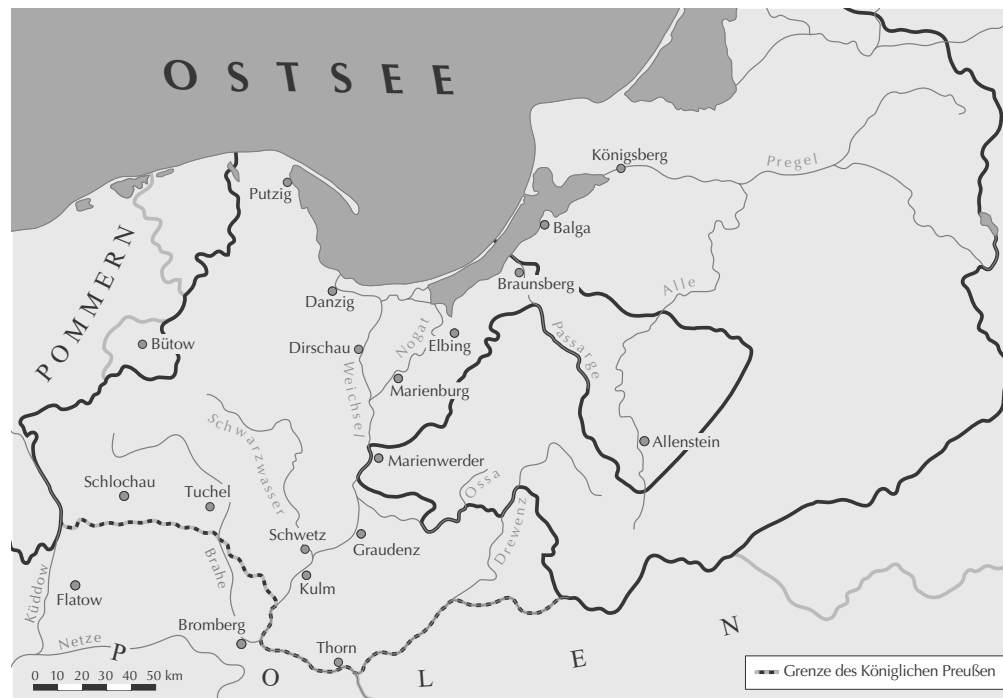 OSTSEE
Königsberg
Pregel
Putzig
Balga
POMMERN
Braunsberg
Danzig
Alle
Bütow
Dirschau
Nogat
Elbing
Passarge
Weichsel
Marienburg
Schwarzwasser
Allenstein
Marienwerder
Schlochau
Tuchel
Ossa
Drewenz
Schwetz
Graudenz
Brahe
Kulm
Küddow
Flatow
Bromberg
Netze
Thorn
POLEN
0 10 20 30 40 50 km
Grenze des Königlichen Preußen